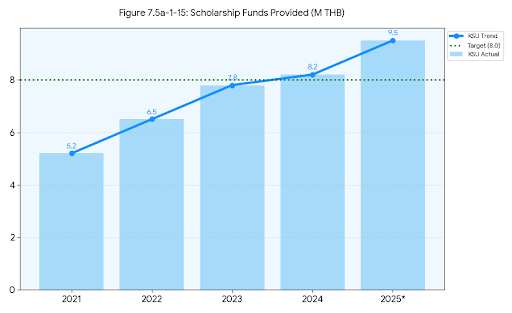 Figure 7.5a-1-15: Scholarship Funds Provided (M THB)
KSU Trend
Target (8.0)
KSU Actual
9.5
8.2
7.8
6.5
5.2
8
6
4
2
0
2021 2022 2023 2024 2025*